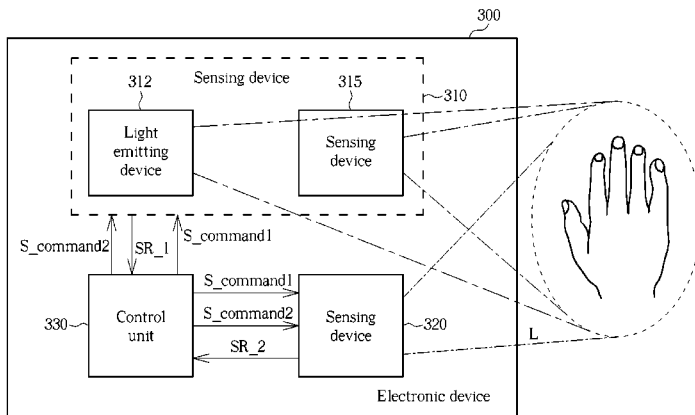 300
312
Sensing device
315
310
Light
emitting
device
Sensing
device
S_command2
SR_1
S_command1
330
Control
unit
S_command1
S_command2
SR_2
Sensing
device
320
L
Electronic device